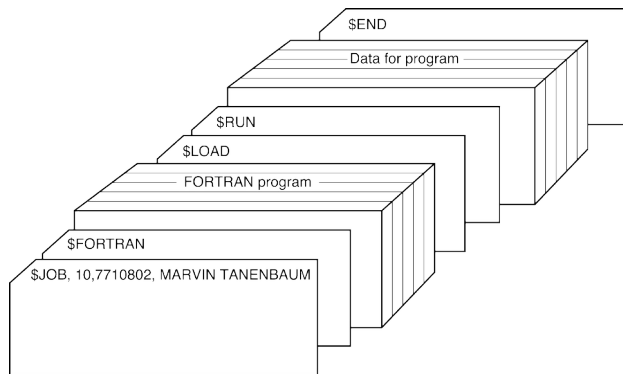 $END
Data for program
$RUN
$LOAD
FORTRAN program
$FORTRAN
$JOB, 10,7710802, MARVIN TANENBAUM